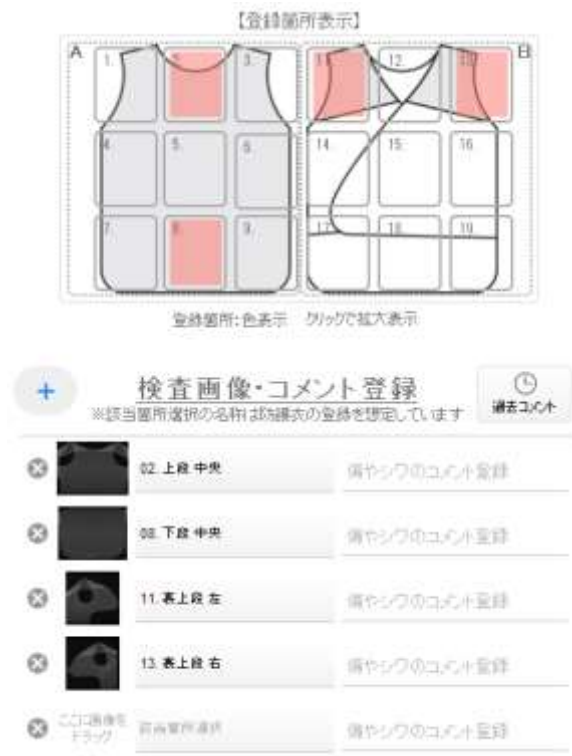 【登録箇所表示】
A 1. 2. 3. 11. 12. 13. B
4. 5. 6. 14. 15. 16.
7. 8. 9. 17. 18. 19.
登録箇所:色表示 クリックで拡大表示
+ 検査画像・コメント登録 過去コメント
※該当箇所選択の名称は防護衣の登録を想定しています
02. 上段 中央 傷やシワのコメント登録
08. 下段 中央 傷やシワのコメント登録
11. 裏上段 左 傷やシワのコメント登録
13. 裏上段 右 傷やシワのコメント登録
ここに画像を
ドラッグ 該当箇所選択 傷やシワのコメント登録